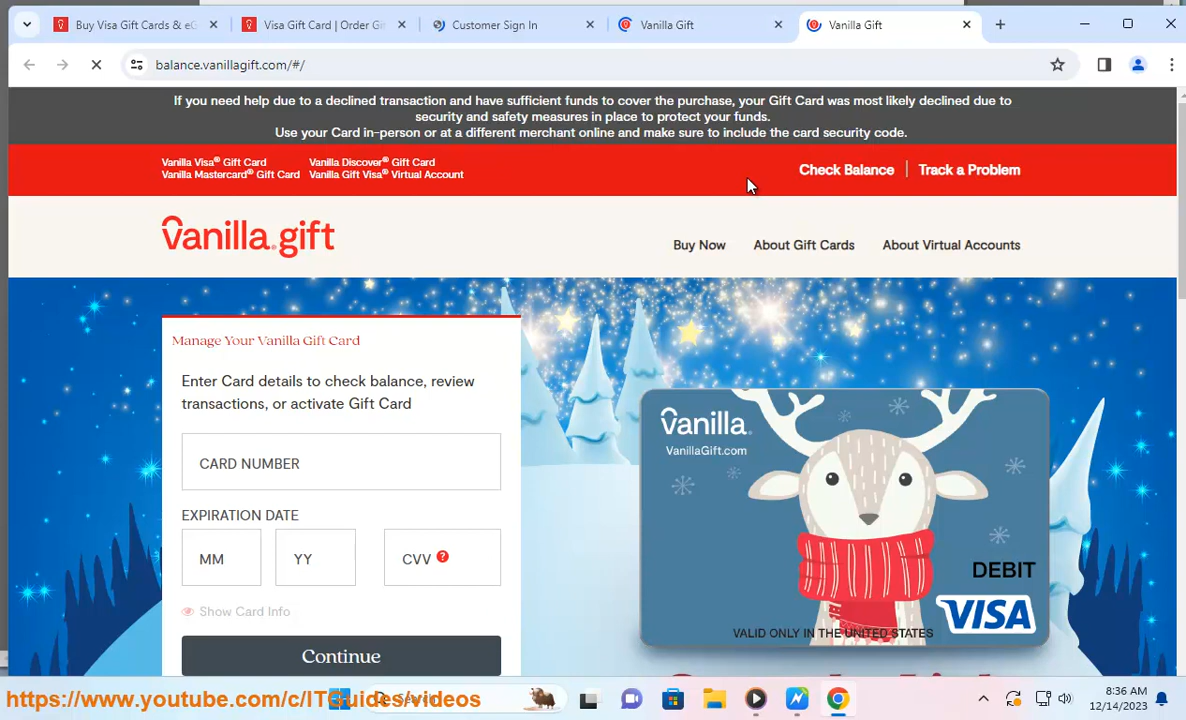 Buy Visa Gift Cards & eG
Visa Gift Card | Order Gi
Customer Sign In
Vanilla Gift
Vanilla Gift
balance.vanillagift.com/#/
If you need help due to a declined transaction and have sufficient funds to cover the purchase, your Gift Card was most likely declined due to
security and safety measures in place to protect your funds.
Use your Card in-person or at a different merchant online and make sure to include the card security code.
Vanilla Visa® Gift Card Vanilla Discover® Gift Card
Vanilla Mastercard® Gift Card Vanilla Gift Visa® Virtual Account
Check Balance | Track a Problem
vanilla.gift
Buy Now About Gift Cards About Virtual Accounts
Manage Your Vanilla Gift Card
Enter Card details to check balance, review
transactions, or activate Gift Card
CARD NUMBER
EXPIRATION DATE
MM YY CVV ?
Show Card Info
Continue
vanilla.
VanillaGift.com
DEBIT
VISA
VALID ONLY IN THE UNITED STATES
https://www.youtube.com/c/ITGuides/videos
Search
8:36 AM
12/14/2023